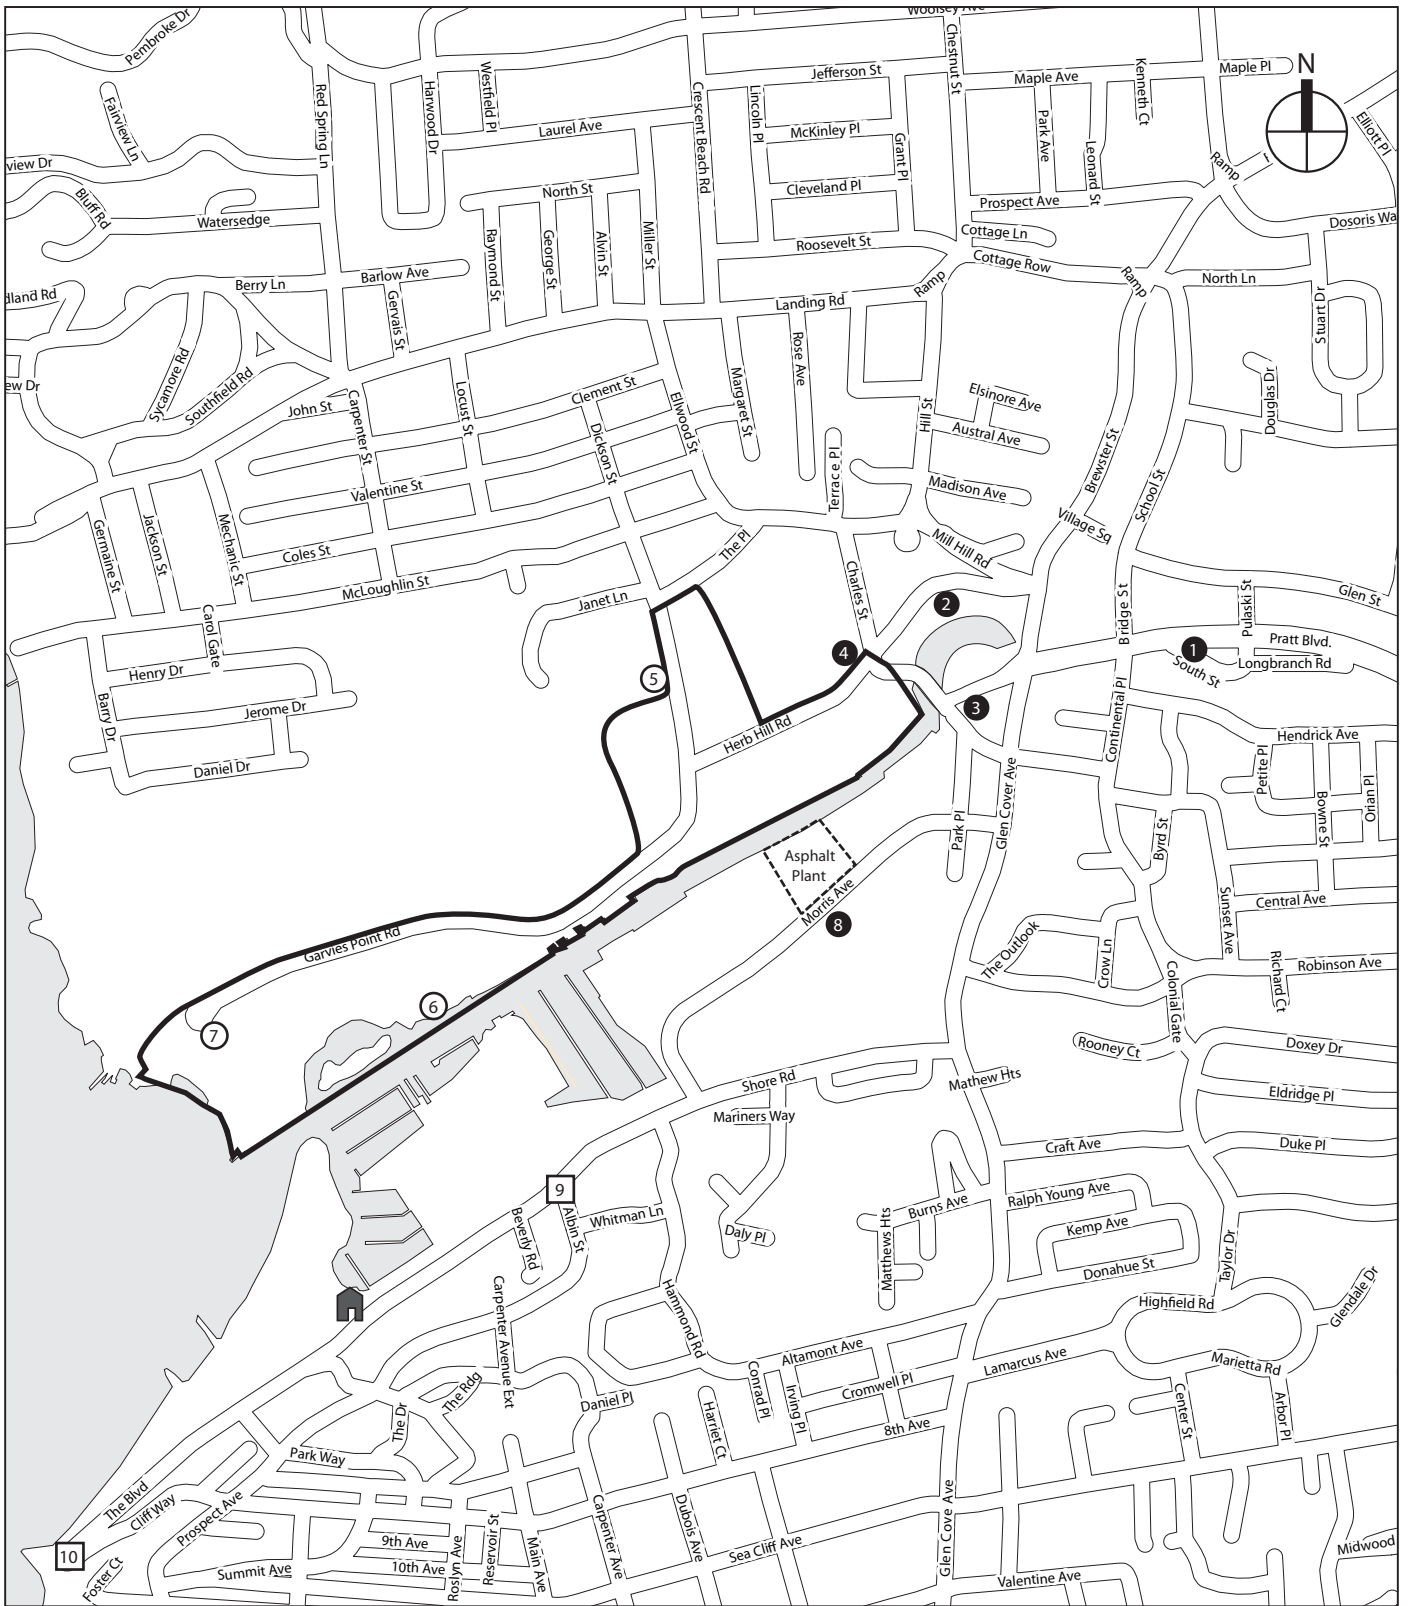 Woolsey Ave
Pembroke Dr
Fairview Ln
view Dr
Bluff Rd
Watersedge
Red Spring Ln
Harwood Dr
Westfield Pl
Laurel Ave
Crescent Beach Rd
Lincoln Pl
Jefferson St
McKinley Pl
Cleveland Pl
Grant Pl
Chestnut St
Maple Ave
Kenneth Ct
Maple Pl
N
Park Ave
Leonard St
Ramp
Elliott Pl
Prospect Ave
Cottage Ln
Cottage Row
Dosoris Wa
Roosevelt St
North St
Raymond St
George St
Alvin St
Miller St
Barlow Ave
Berry Ln
Gervais St
dland Rd
ew Dr
Sycamore Rd
Southfield Rd
Landing Rd
Ramp
Ramp
North Ln
Stuart Dr
Rose Ave
Margaret St
Ellwood St
Clement St
Dickson St
Locust St
John St
Carpenter St
Valentine St
Coles St
McLoughlin St
Mechanic St
Jackson St
Germaine St
Hill St
Elsinore Ave
Austral Ave
Madison Ave
Terrace Pl
Douglas Dr
Brewster St
School St
Village Sq
Mill Hill Rd
The Pl
Charles St
Janet Ln
Carol Gate
Henry Dr
Jerome Dr
Barry Dr
Daniel Dr
Bridge St
Pulaski St
Glen St
Pratt Blvd.
Longbranch Rd
South St
1
2
3
4
5
Herb Hill Rd
Continental Pl
Hendrick Ave
Petite Pl
Bowne St
Orian Pl
Glen Cover Ave
Park Pl
Byrd St
Asphalt
Plant
Morris Ave
8
Sunset Ave
Central Ave
Robinson Ave
Richard Ct
The Outlook
Crow Ln
Colonial Gate
Garvies Point Rd
6
7
Rooney Ct
Doxey Dr
Eldridge Pl
Duke Pl
Mathew Hts
Shore Rd
Mariners Way
Craft Ave
Ralph Young Ave
Kemp Ave
Donahue St
Burns Ave
Matthews Hts
Daly Pl
Taylor Dr
Highfield Rd
Glendale Dr
Marietta Rd
9
Albin St
Whitman Ln
Beverly Rd
Hammond Rd
Carpenter Avenue Ext
Altamont Ave
Lamarcus Ave
Cromwell Pl
Conrad Pl
Irving Pl
8th Ave
Center St
Arbor Pl
The Rdg
The Dr
Daniel Pl
Harriet Ct
Park Way
The Blvd
Cliff Way
Prospect Ave
10
Foster Ct
Summit Ave
9th Ave
10th Ave
Roslyn Ave
Reservoir St
Main Ave
Carpenter Ave
Dubois Ave
Sea Cliff Ave
Glen Cove Ave
Valentine Ave
Midwood